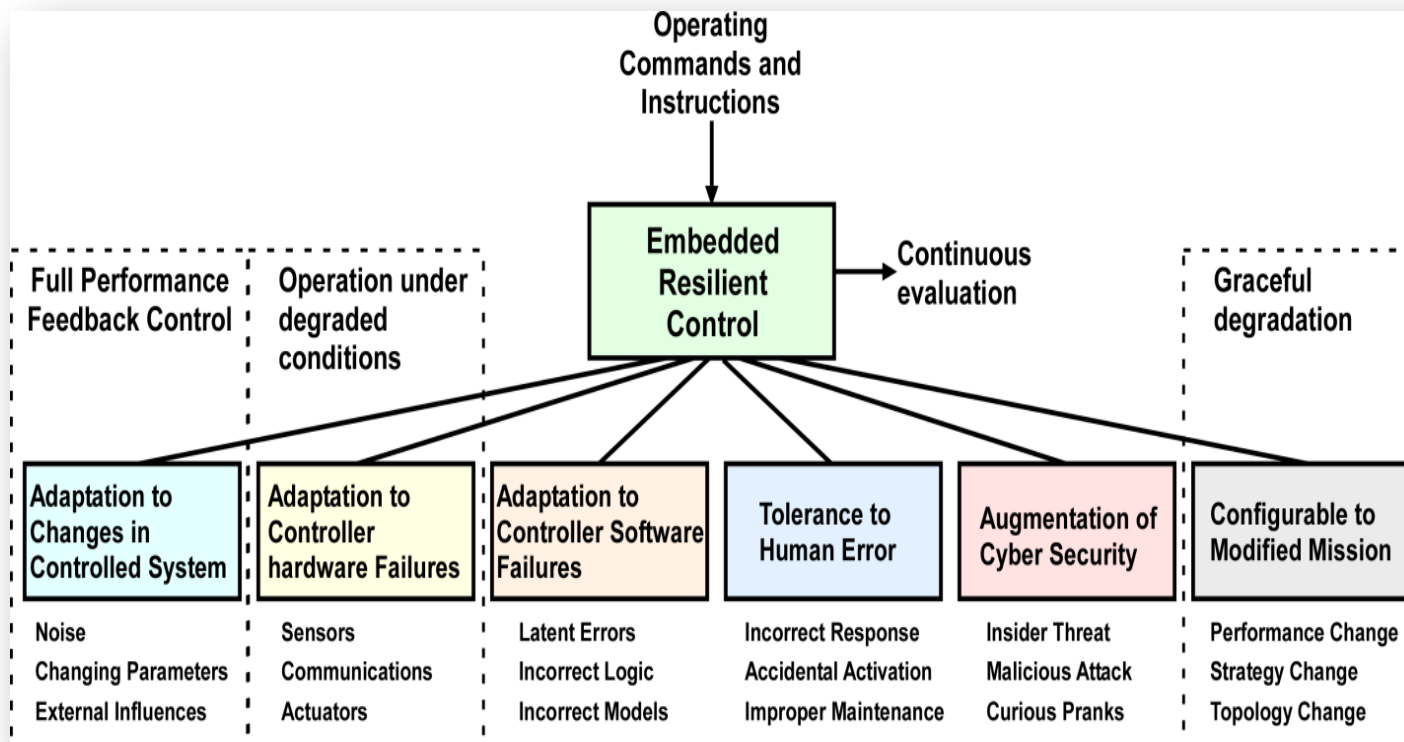 Operating
Commands and
Instructions
Embedded
Resilient
Control
Continuous
evaluation
Full Performance
Feedback Control
Operation under
degraded
conditions
Graceful
degradation
Adaptation to
Changes in
Controlled System
Adaptation to
Controller
hardware Failures
Adaptation to
Controller Software
Failures
Tolerance to
Human Error
Augmentation of
Cyber Security
Configurable to
Modified Mission
Noise
Changing Parameters
External Influences
Sensors
Communications
Actuators
Latent Errors
Incorrect Logic
Incorrect Models
Incorrect Response
Accidental Activation
Improper Maintenance
Insider Threat
Malicious Attack
Curious Pranks
Performance Change
Strategy Change
Topology Change